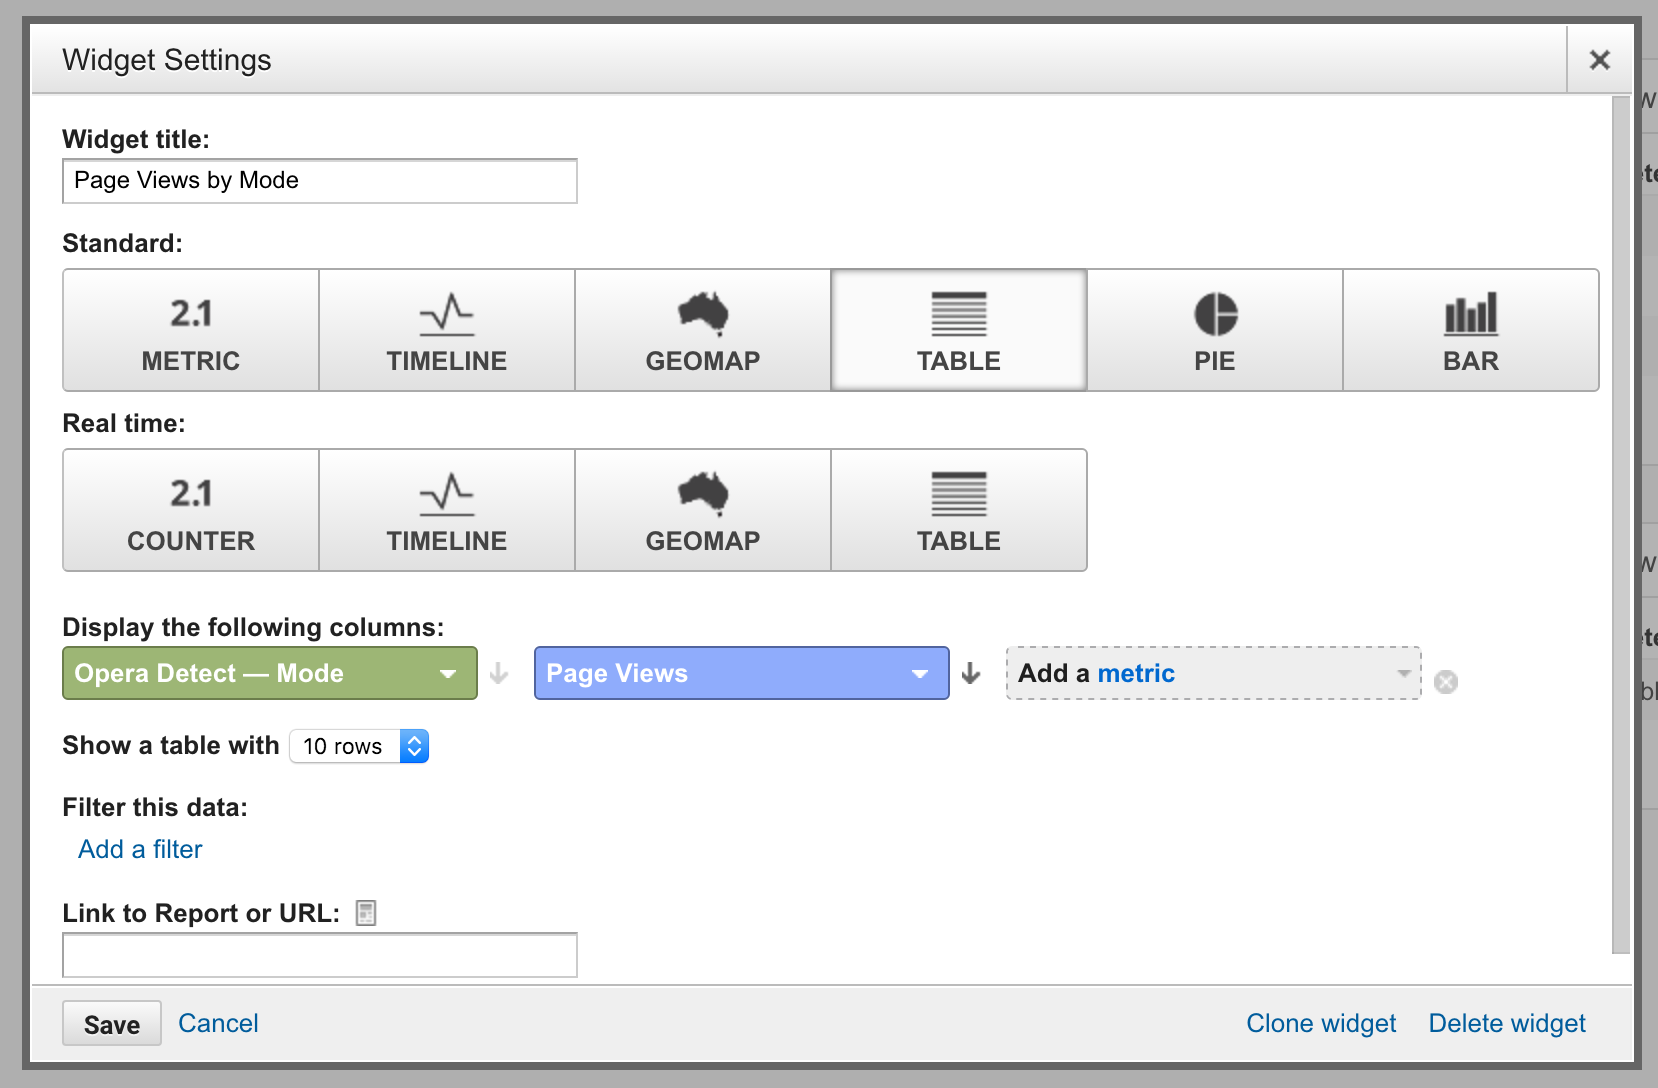 Widget Settings
Widget title:
Page Views by Mode
Standard:
2.1 METRIC
TIMELINE
GEOMAP
TABLE
PIE
BAR
Real time:
2.1 COUNTER
TIMELINE
GEOMAP
TABLE
Display the following columns:
Opera Detect — Mode
Page Views
Add a metric
Show a table with 10 rows
Filter this data:
Add a filter
Link to Report or URL:
Save Cancel Clone widget Delete widget